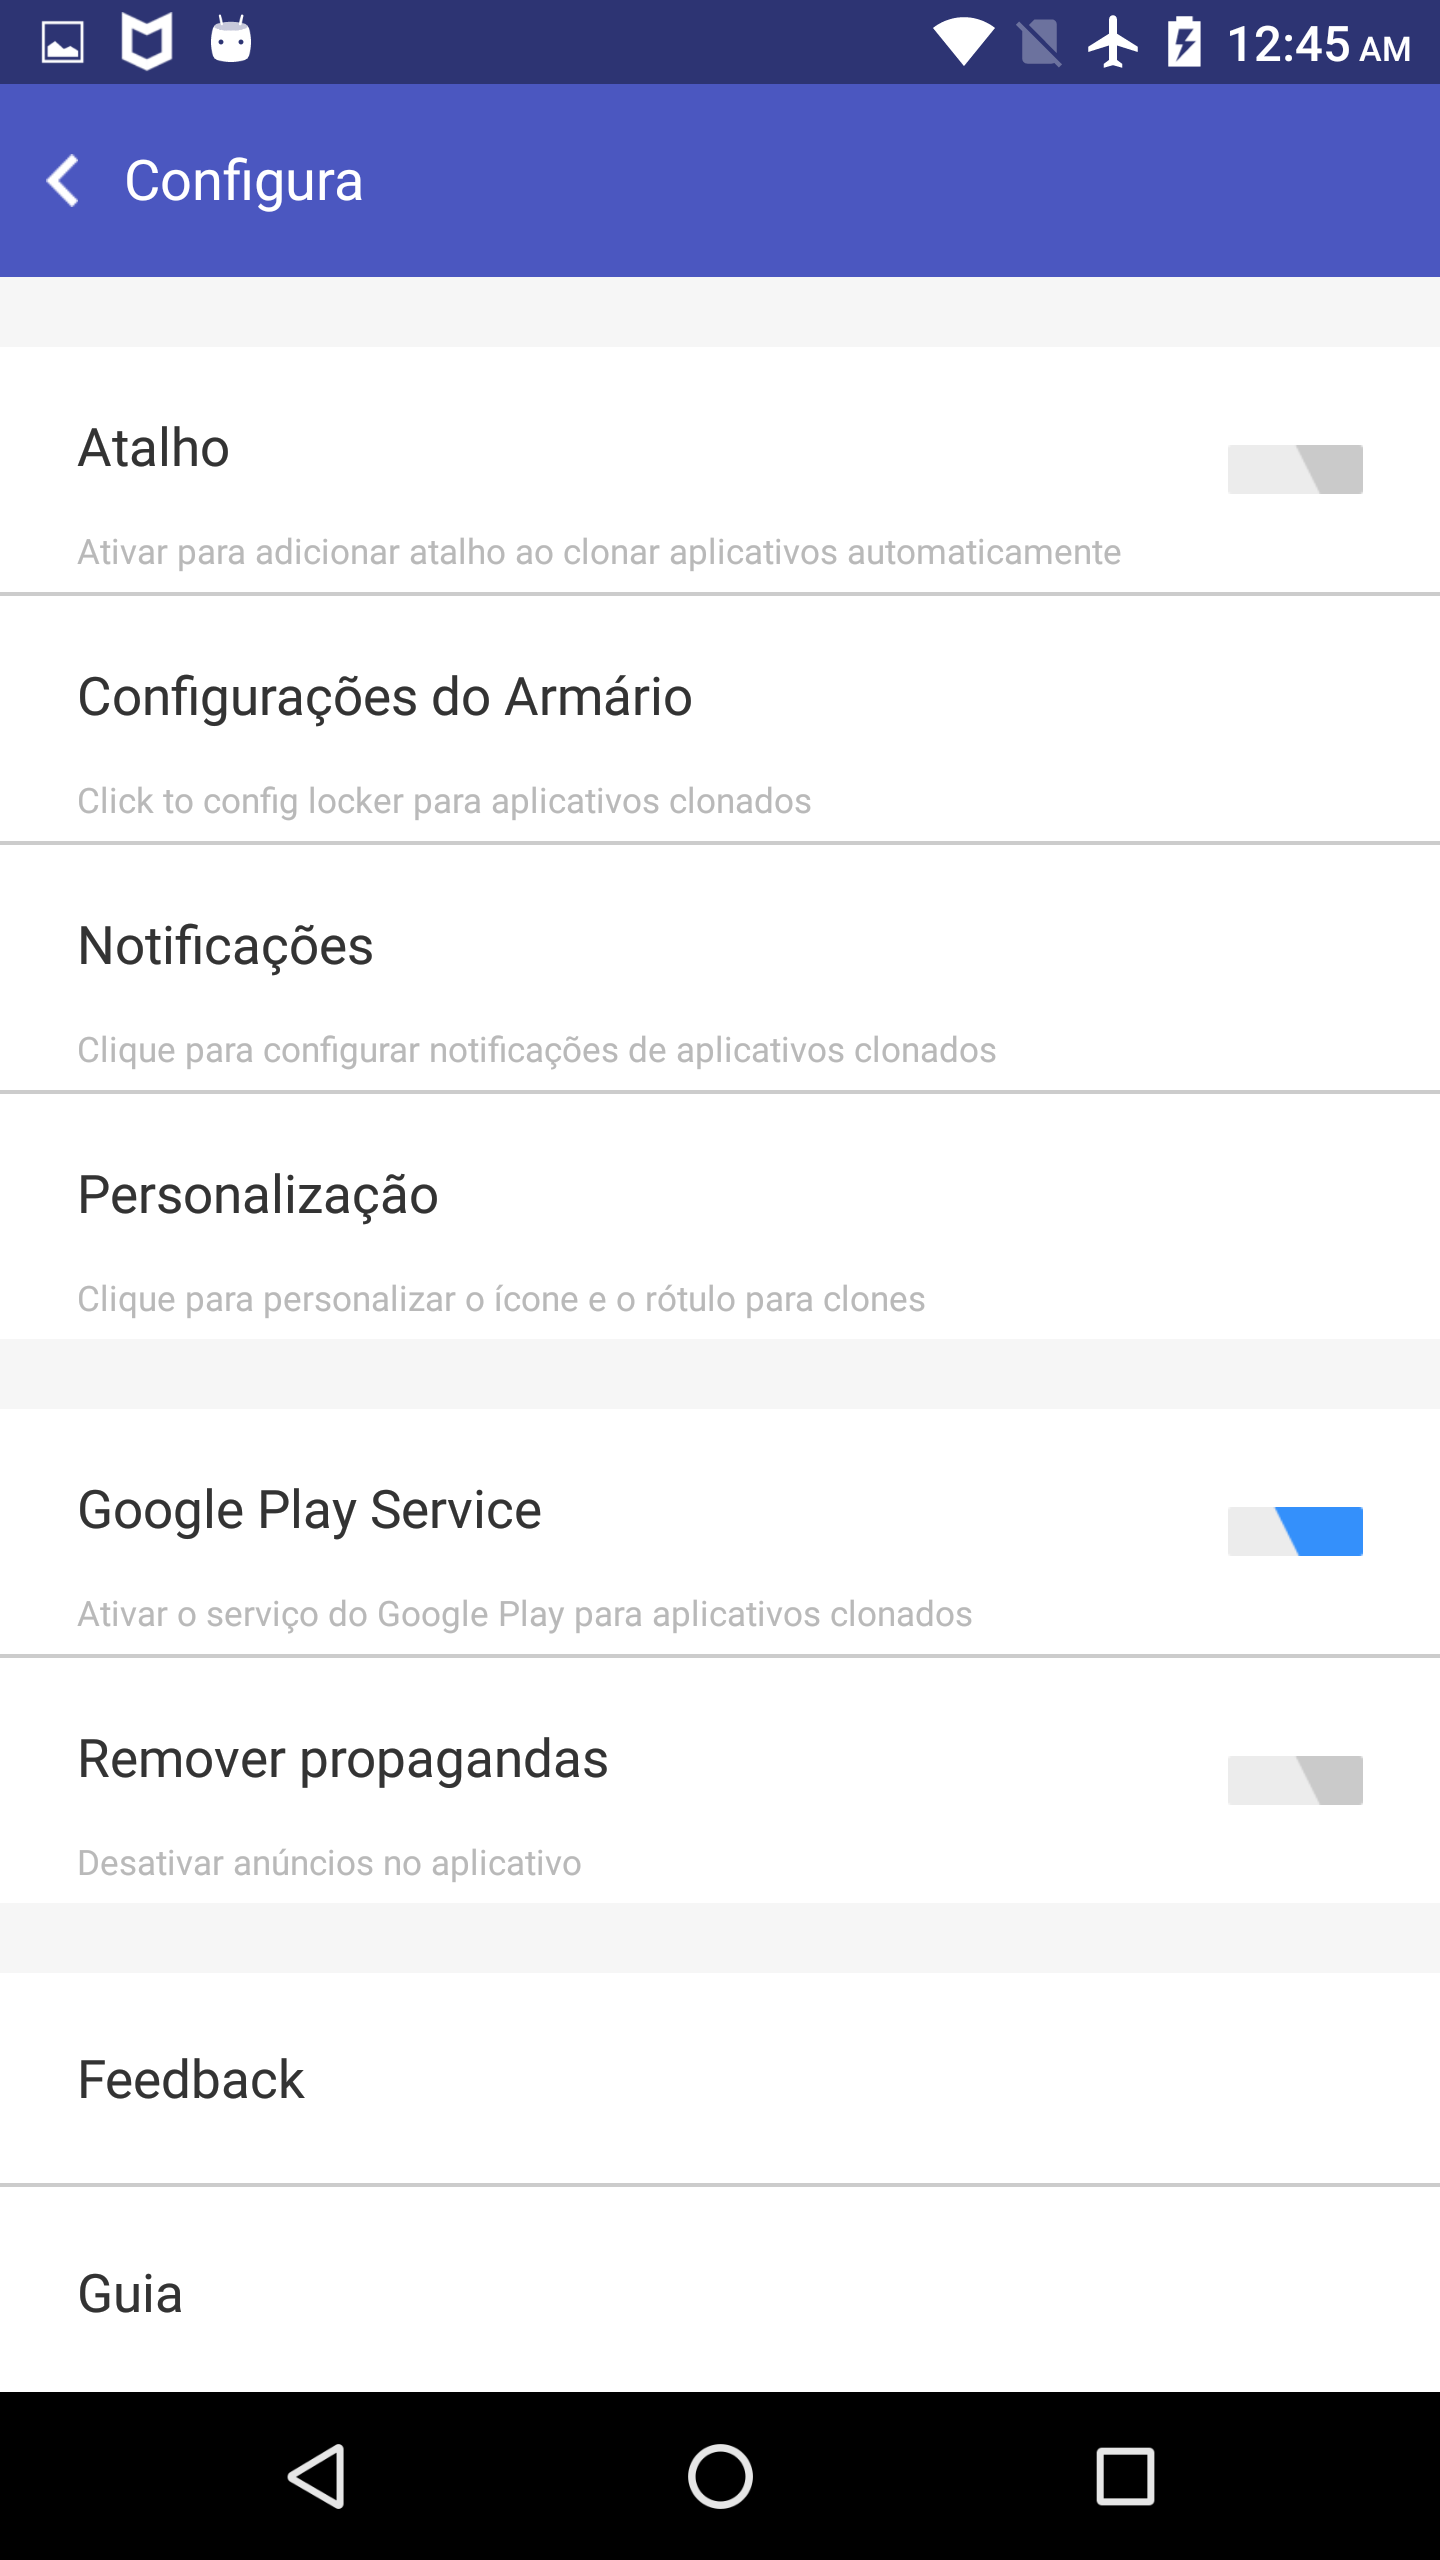 12:45 AM
Configura
Atalho
Ativar para adicionar atalho ao clonar aplicativos automaticamente
Configurações do Armário
Click to config locker para aplicativos clonados
Notificações
Clique para configurar notificações de aplicativos clonados
Personalização
Clique para personalizar o ícone e o rótulo para clones
Google Play Service
Ativar o serviço do Google Play para aplicativos clonados
Remover propagandas
Desativar anúncios no aplicativo
Feedback
Guia